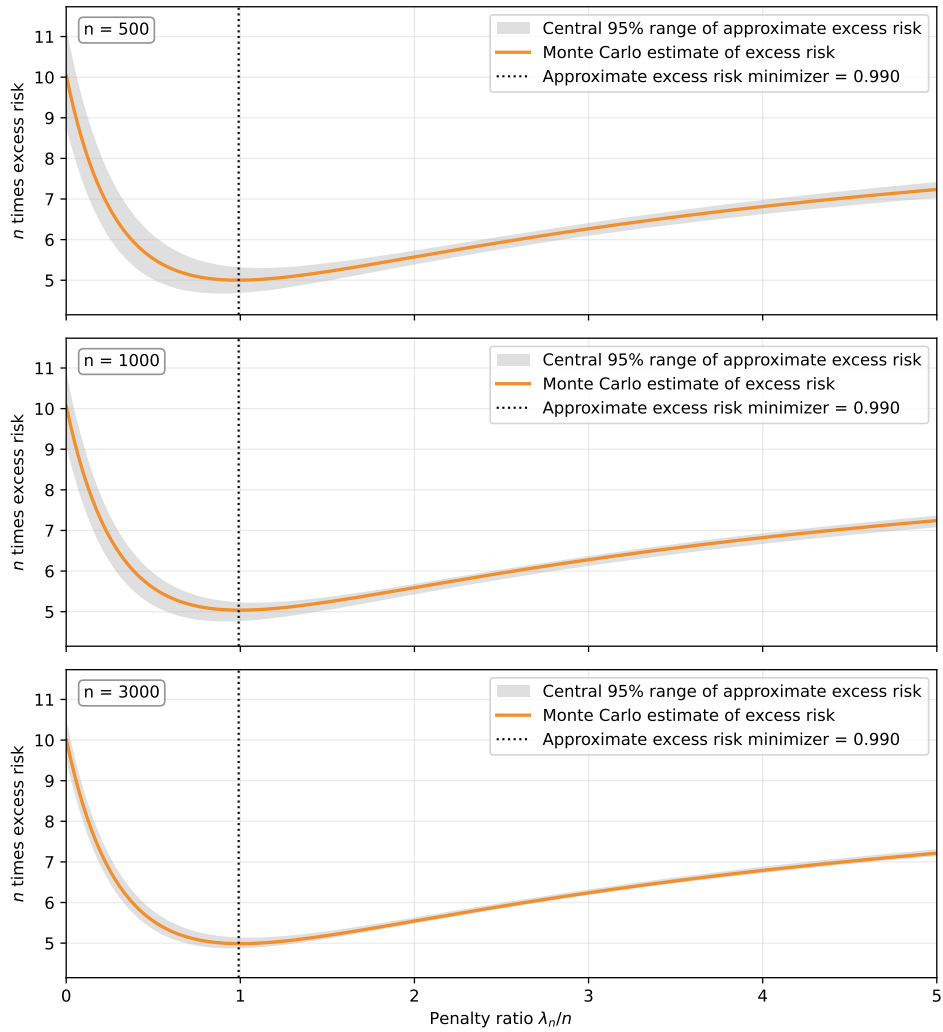 n = 500
Central 95% range of approximate excess risk
Monte Carlo estimate of excess risk
Approximate excess risk minimizer = 0.990
11
10
9
8
7
6
5
n times excess risk
n = 1000
Central 95% range of approximate excess risk
Monte Carlo estimate of excess risk
Approximate excess risk minimizer = 0.990
11
10
9
8
7
6
5
n times excess risk
n = 3000
Central 95% range of approximate excess risk
Monte Carlo estimate of excess risk
Approximate excess risk minimizer = 0.990
11
10
9
8
7
6
5
n times excess risk
0 1 2 3 4 5
Penalty ratio λₙ/n